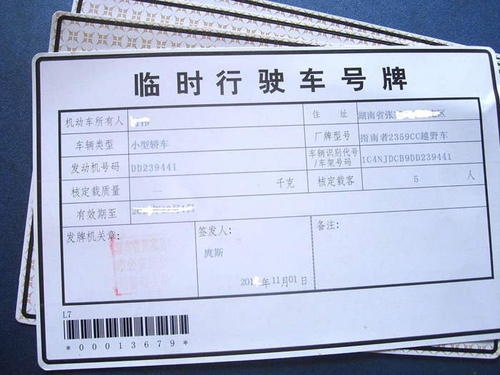 临时行驶车号牌
机动车所有人 住址 湖南省张 区
车辆类型 小型轿车 厂牌型号 指南者2359CC越野车
发动机号码 DD239441 车辆识别代号/车架号码 1C4NJDCB9DD239441
核定载质量 — 千克 核定载客 5 人
有效期至
发牌机关章: 签发人: 备注:
庹斯
201 年11月01日
L7
*00013679*